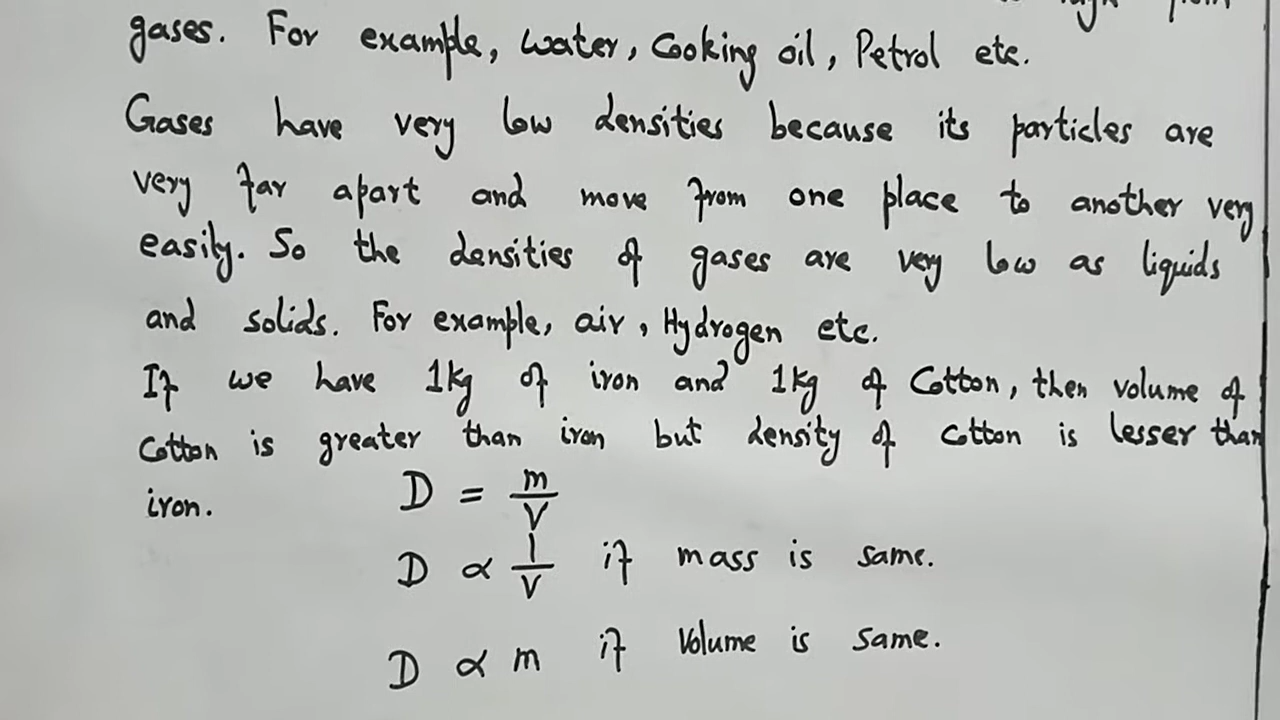 gases. For example, water, Cooking oil, Petrol etc.
Gases have very low densities because its particles are
very far apart and move from one place to another very
easily. So the densities of gases are very low as liquids
and solids. For example, air, Hydrogen etc.
If we have 1kg of iron and 1kg of Cotton, then volume of
Cotton is greater than iron but density of cotton is lesser than
iron.
D = m/V
D ∝ 1/V if mass is same.
D ∝ m if Volume is same.